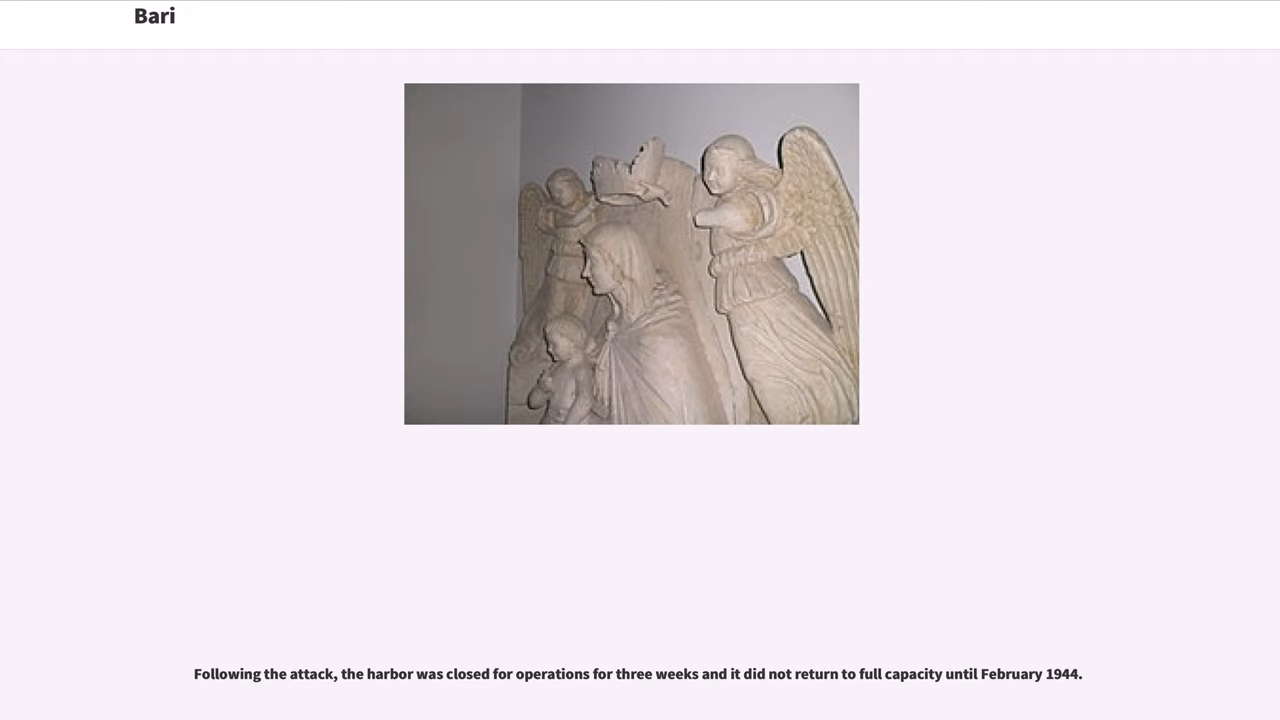 Bari
Following the attack, the harbor was closed for operations for three weeks and it did not return to full capacity until February 1944.